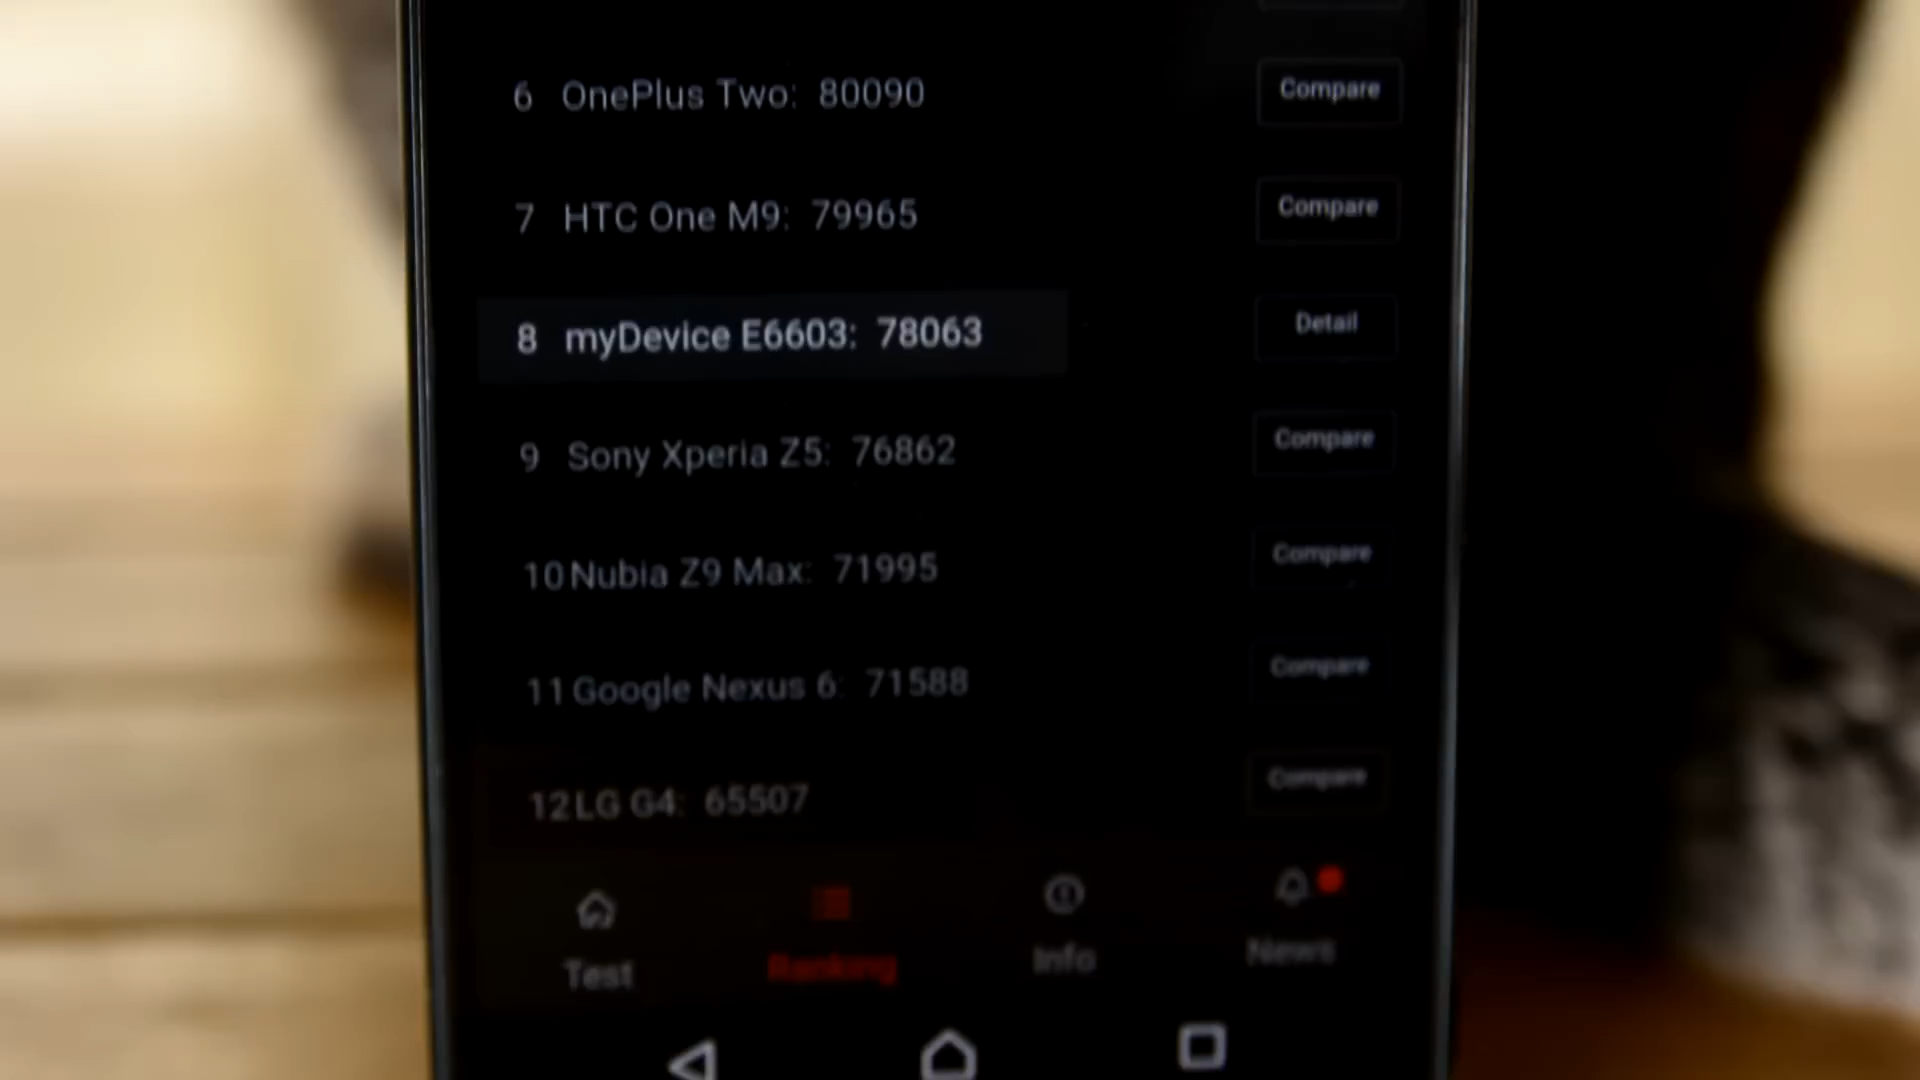 6 OnePlus Two: 80090 Compare
7 HTC One M9: 79965 Compare
8 myDevice E6603: 78063 Detail
9 Sony Xperia Z5: 76862 Compare
10 Nubia Z9 Max: 71995 Compare
11 Google Nexus 6: 71588 Compare
12 LG G4: 65507 Compare
Test Ranking Info News